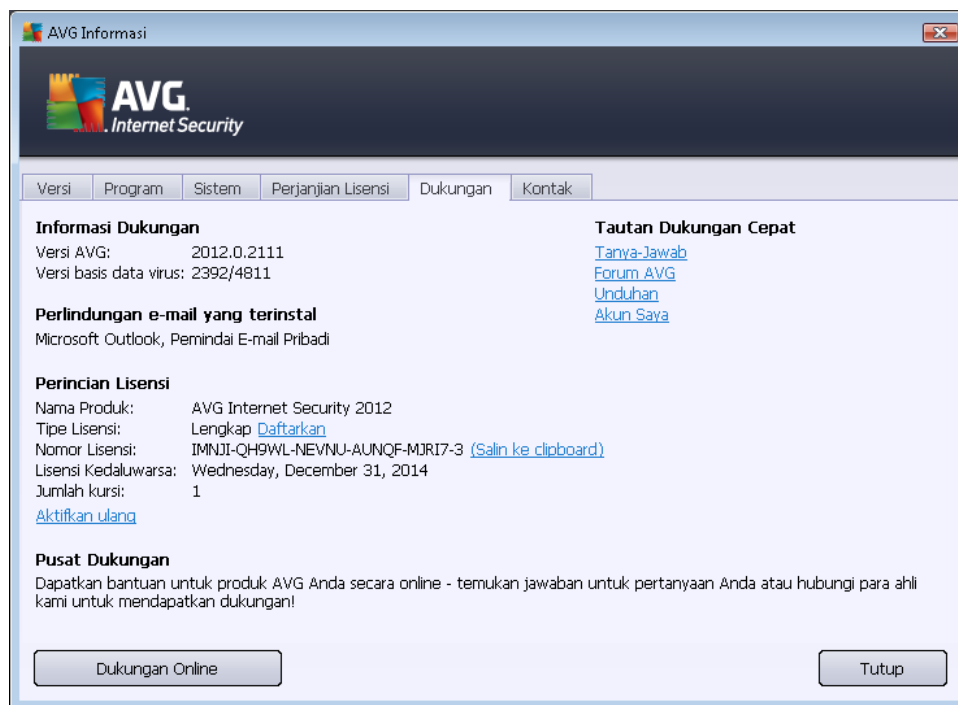 AVG Informasi
AVG.
Internet Security
Versi Program Sistem Perjanjian Lisensi Dukungan Kontak
Informasi Dukungan
Versi AVG: 2012.0.2111
Versi basis data virus: 2392/4811
Perlindungan e-mail yang terinstal
Microsoft Outlook, Pemindai E-mail Pribadi
Perincian Lisensi
Nama Produk: AVG Internet Security 2012
Tipe Lisensi: Lengkap Daftarkan
Nomor Lisensi: IMNJI-QH9WL-NEVNU-AUNQF-MJRI7-3 (Salin ke clipboard)
Lisensi Kedaluwarsa: Wednesday, December 31, 2014
Jumlah kursi: 1
Aktifkan ulang
Pusat Dukungan
Dapatkan bantuan untuk produk AVG Anda secara online - temukan jawaban untuk pertanyaan Anda atau hubungi para ahli
kami untuk mendapatkan dukungan!
Tautan Dukungan Cepat
Tanya-Jawab
Forum AVG
Unduhan
Akun Saya
Dukungan Online
Tutup